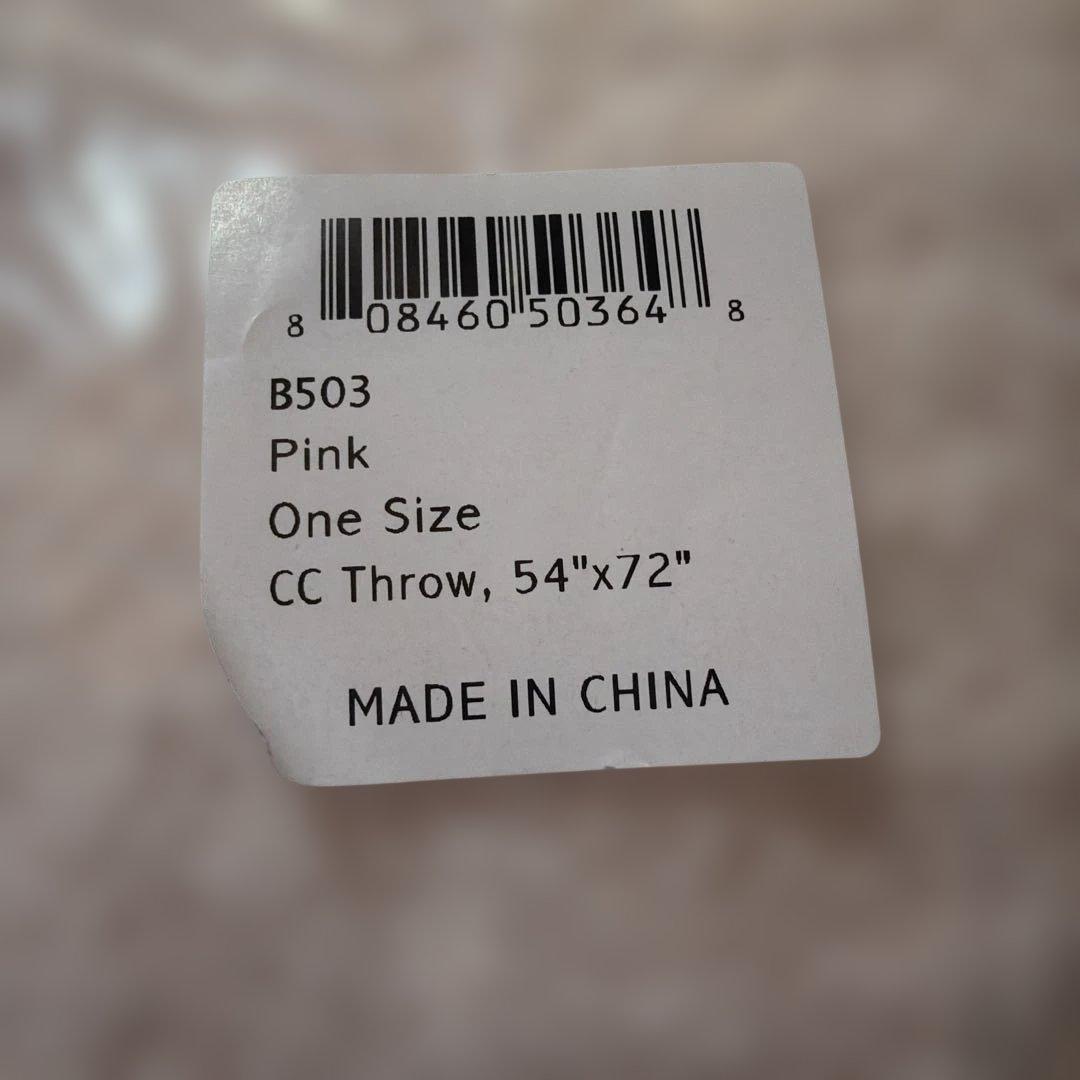 8 08460 50364 8
B503
Pink
One Size
CC Throw, 54"x72"
MADE IN CHINA